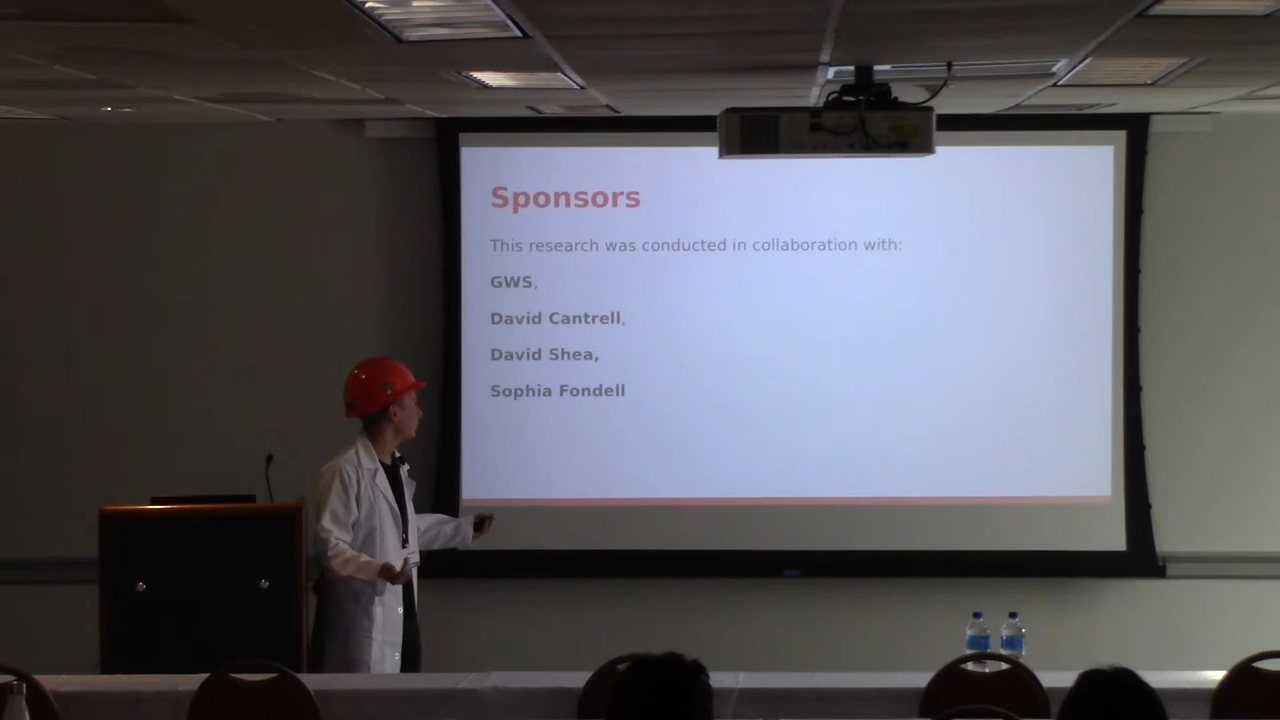 Sponsors
This research was conducted in collaboration with:
GWS,
David Cantrell,
David Shea,
Sophia Fondell